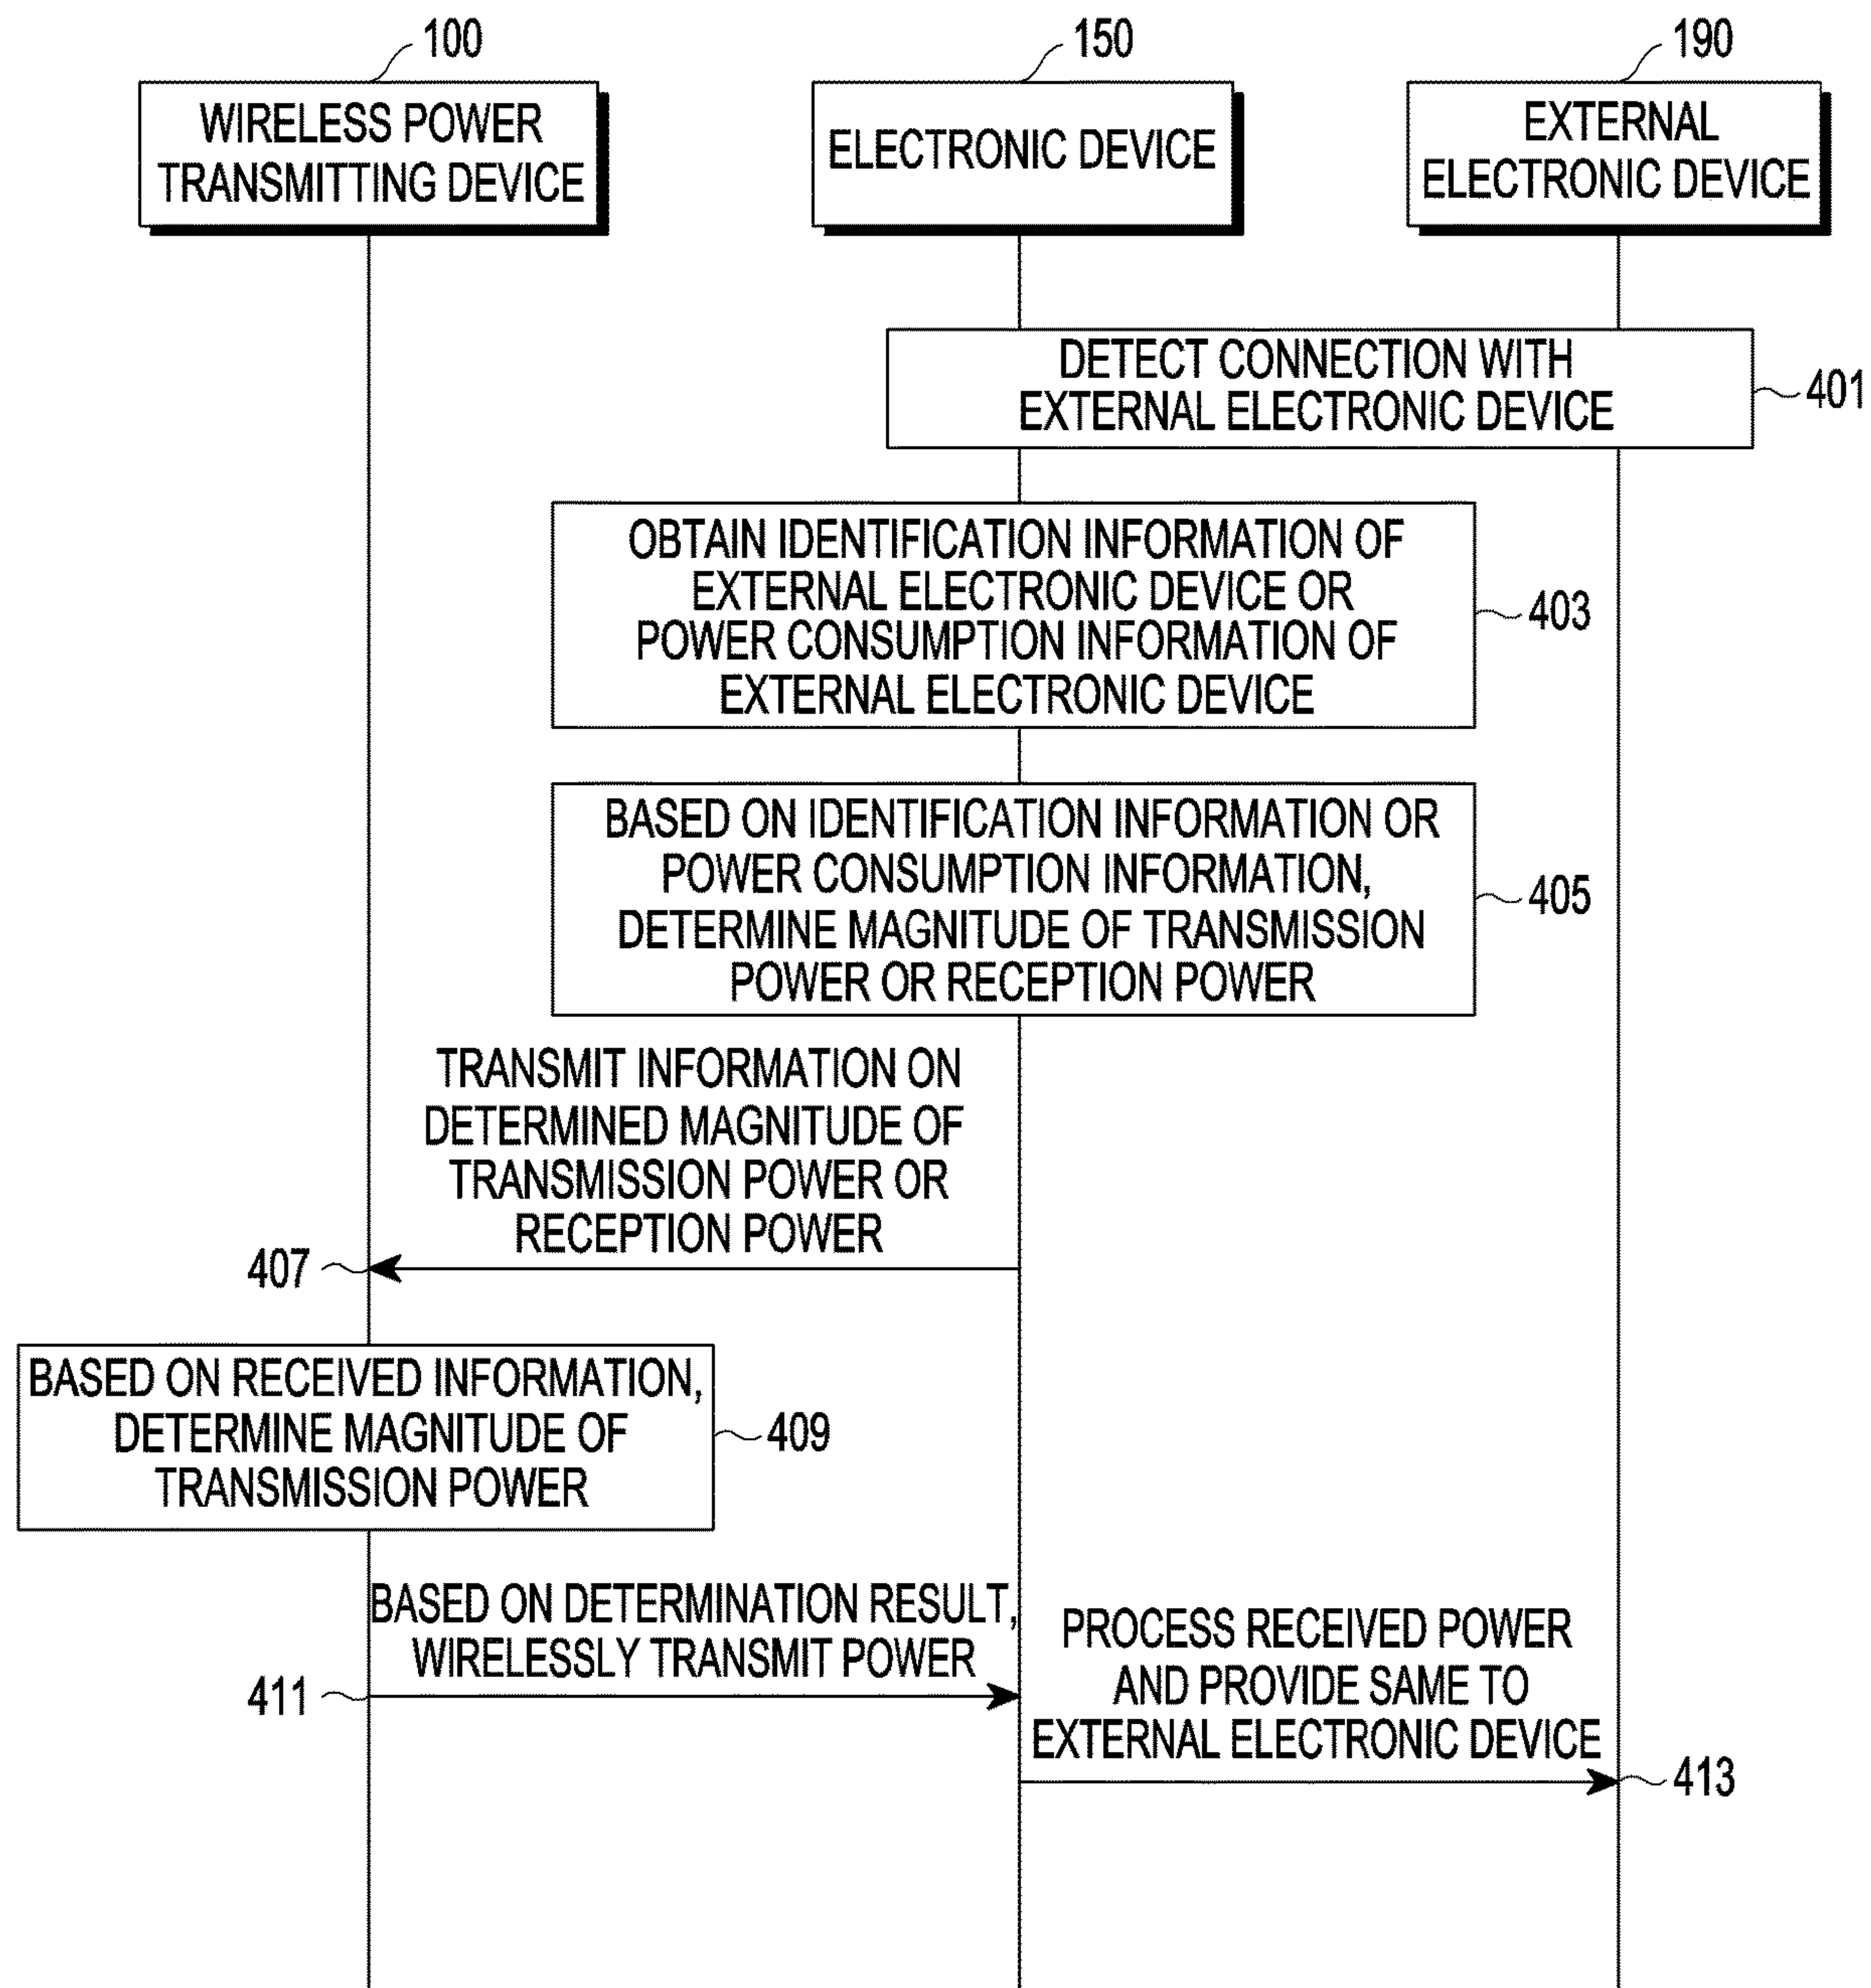 100
WIRELESS POWER
TRANSMITTING DEVICE
150
ELECTRONIC DEVICE
190
EXTERNAL
ELECTRONIC DEVICE
DETECT CONNECTION WITH
EXTERNAL ELECTRONIC DEVICE
401
OBTAIN IDENTIFICATION INFORMATION OF
EXTERNAL ELECTRONIC DEVICE OR
POWER CONSUMPTION INFORMATION OF
EXTERNAL ELECTRONIC DEVICE
403
BASED ON IDENTIFICATION INFORMATION OR
POWER CONSUMPTION INFORMATION,
DETERMINE MAGNITUDE OF TRANSMISSION
POWER OR RECEPTION POWER
405
TRANSMIT INFORMATION ON
DETERMINED MAGNITUDE OF
TRANSMISSION POWER OR
RECEPTION POWER
407
BASED ON RECEIVED INFORMATION,
DETERMINE MAGNITUDE OF
TRANSMISSION POWER
409
BASED ON DETERMINATION RESULT,
WIRELESSLY TRANSMIT POWER
411
PROCESS RECEIVED POWER
AND PROVIDE SAME TO
EXTERNAL ELECTRONIC DEVICE
413